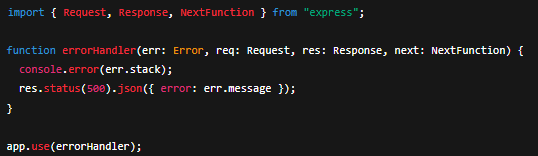 import { Request, Response, NextFunction } from "express";
function errorHandler(err: Error, req: Request, res: Response, next: NextFunction) {
  console.error(err.stack);
  res.status(500).json({ error: err.message });
}
app.use(errorHandler);